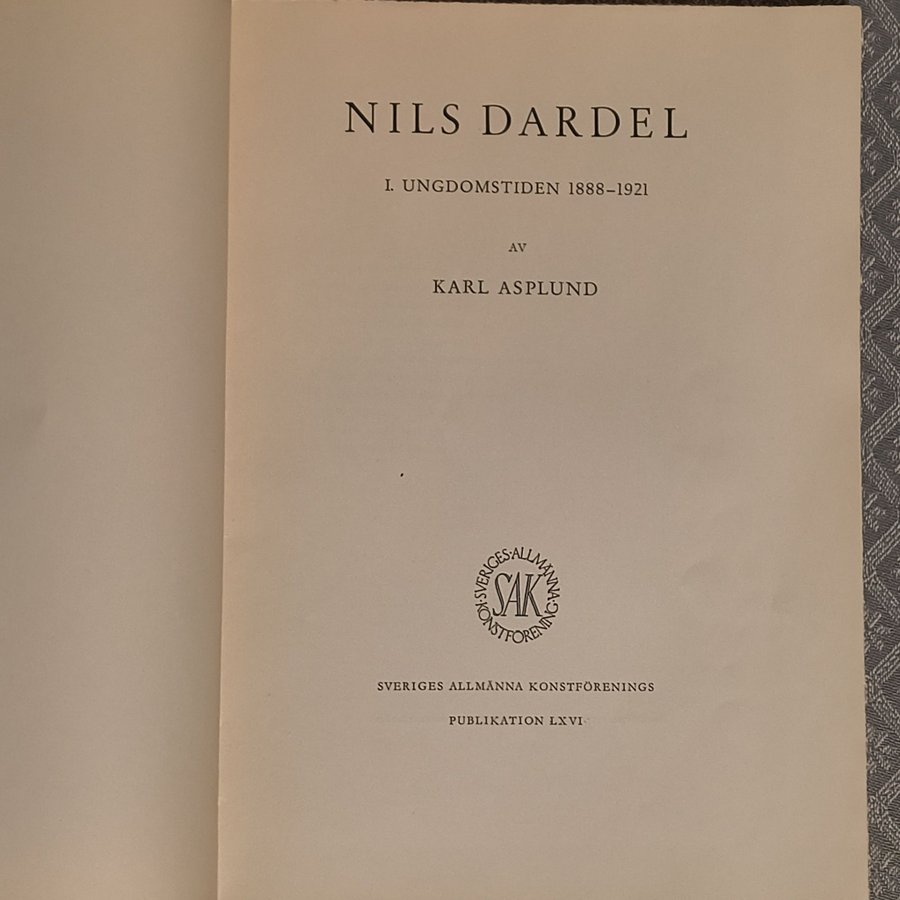 NILS DARDEL
I. UNGDOMSTIDEN 1888–1921
AV
KARL ASPLUND
SVERIGES·ALLMÄNNA·KONSTFÖRENING·
SAK
SVERIGES ALLMÄNNA KONSTFÖRENINGS
PUBLIKATION LXVI